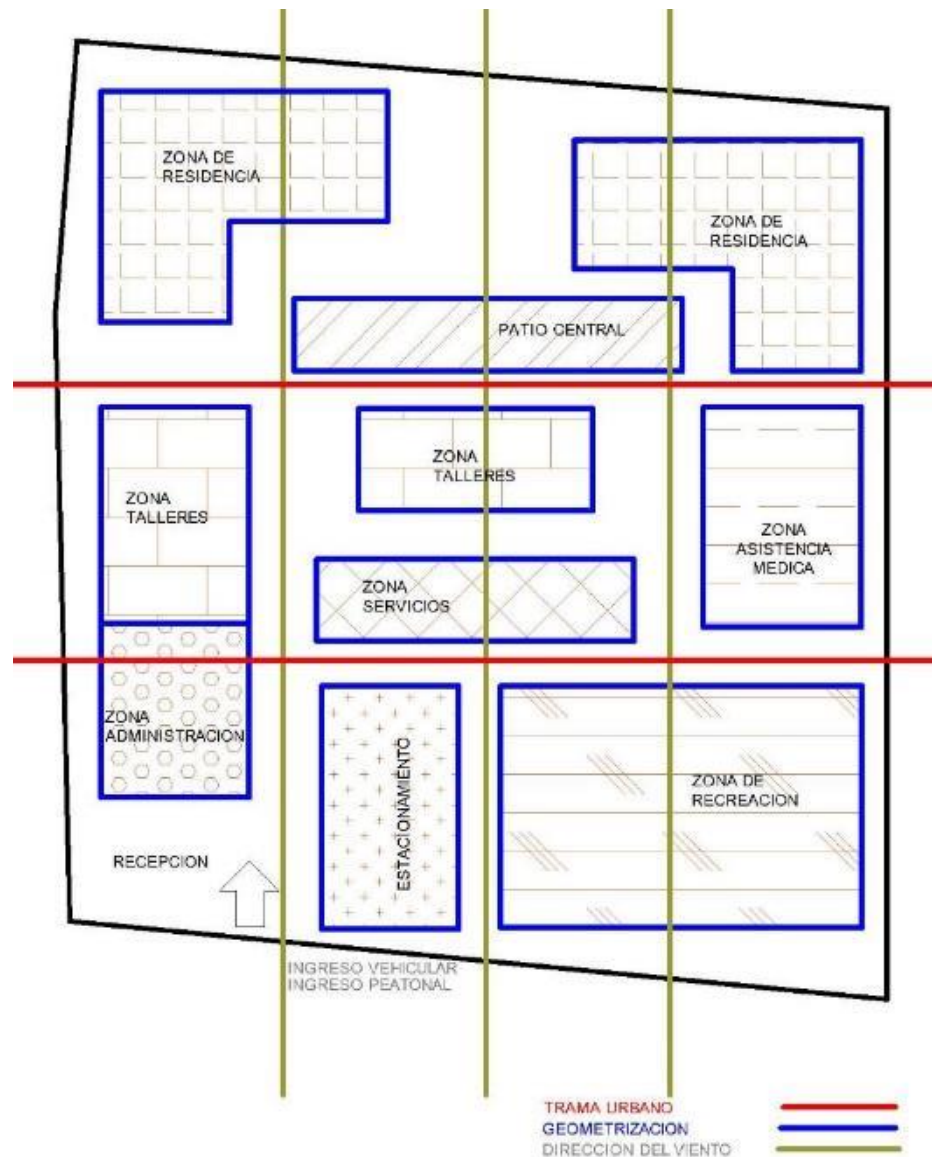 ZONA DE
RESIDENCIA
ZONA DE
RESIDENCIA
PATIO CENTRAL
ZONA
TALLERES
ZONA
TALLERES
ZONA
ASISTENCIA
MEDICA
ZONA
SERVICIOS
ZONA
ADMINISTRACION
ESTACIONAMIENTO
ZONA DE
RECREACION
RECEPCION
INGRESO VEHICULAR
INGRESO PEATONAL
TRAMA URBANO
GEOMETRIZACION
DIRECCION DEL VIENTO